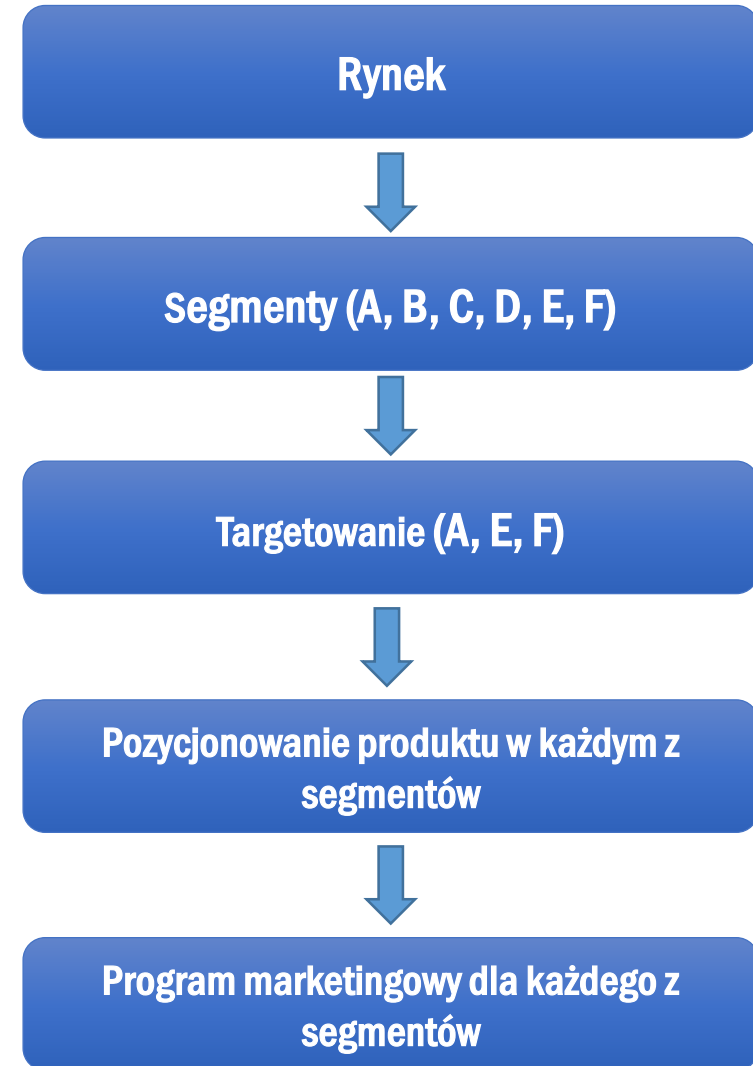 Rynek
Segmenty (A, B, C, D, E, F)
Targetowanie (A, E, F)
Pozycjonowanie produktu w każdym z
segmentów
Program marketingowy dla każdego z
segmentów